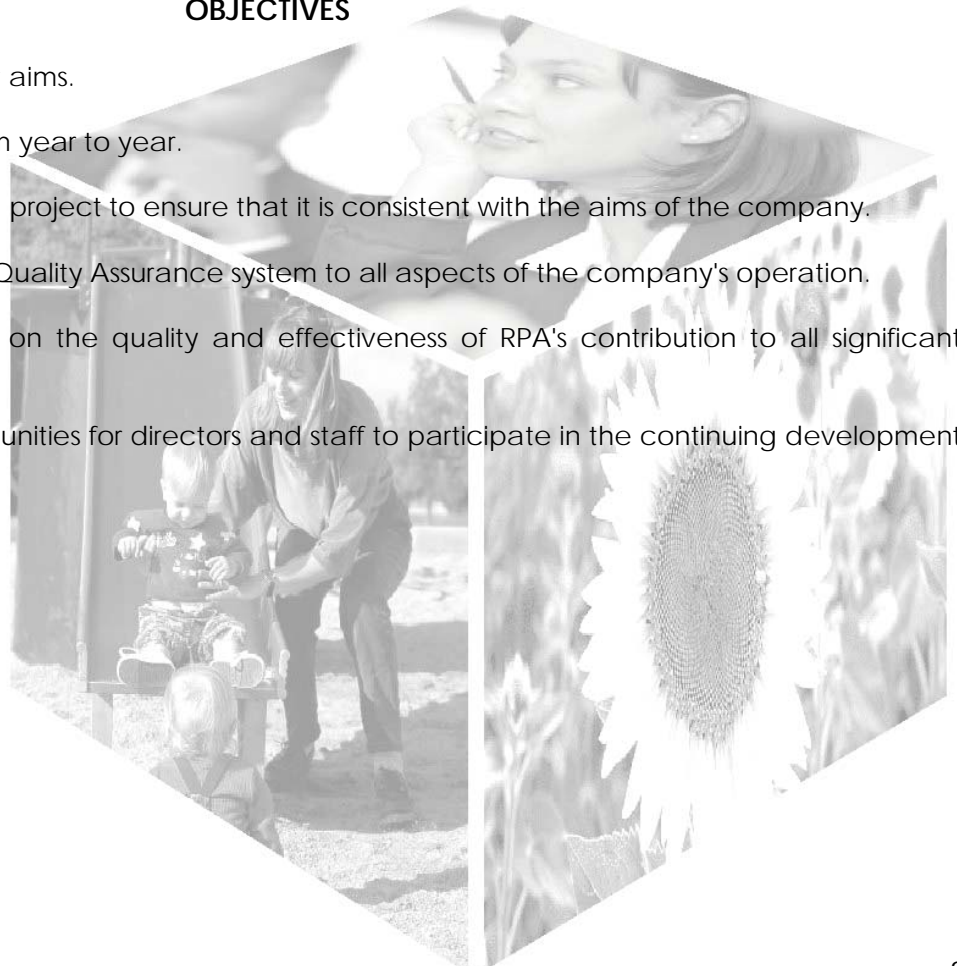 OBJECTIVES
aims.
year to year.
project to ensure that it is consistent with the aims of the company.
Quality Assurance system to all aspects of the company's operation.
on the quality and effectiveness of RPA's contribution to all significant
for directors and staff to participate in the continuing development